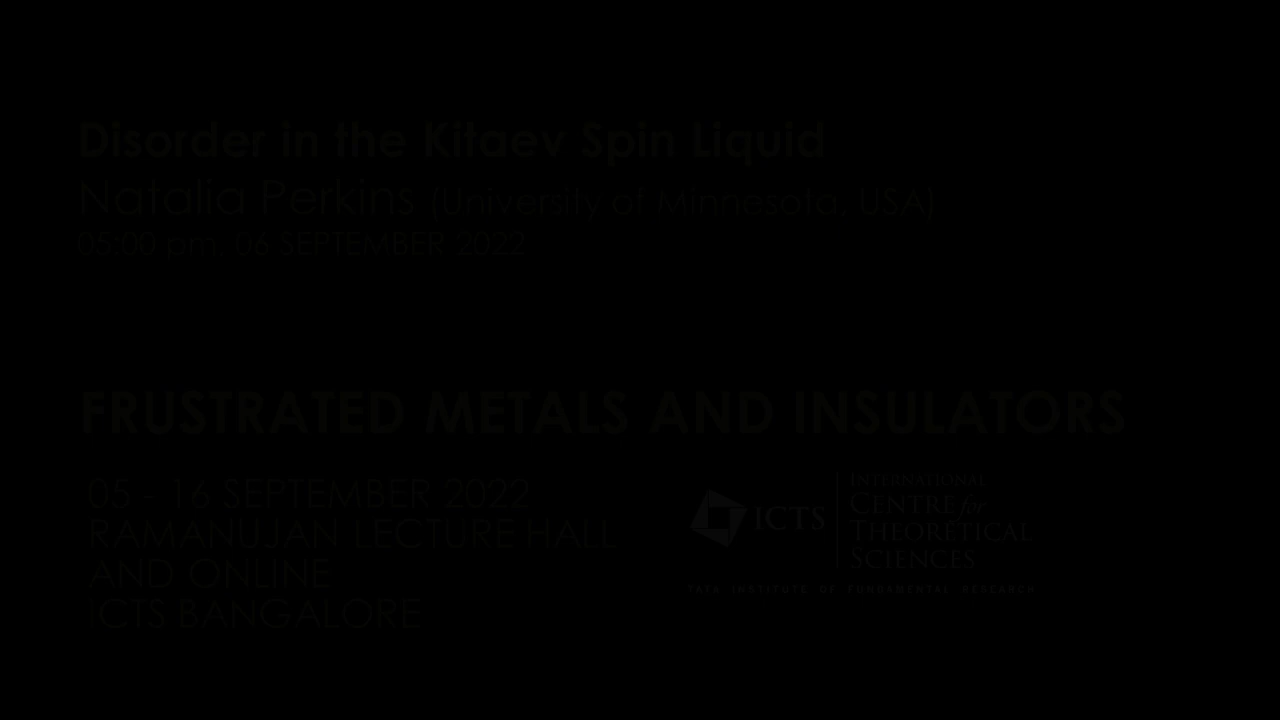 Disorder in the Kitaev Spin Liquid
Natalia Perkins (University of Minnesota, USA)
05:00 pm, 06 SEPTEMBER 2022
FRUSTRATED METALS AND INSULATORS
05 - 16 SEPTEMBER 2022
RAMANUJAN LECTURE HALL
AND ONLINE
ICTS BANGALORE
ICTS
INTERNATIONAL
CENTRE for
THEORETICAL
SCIENCES
TATA INSTITUTE OF FUNDAMENTAL RESEARCH